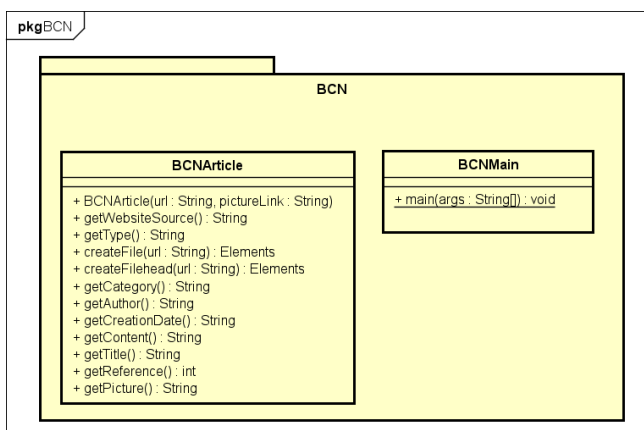 pkgBCN
BCN
BCNArticle
+ BCNArticle(url : String, pictureLink : String)
+ getWebsiteSource() : String
+ getType() : String
+ createFile(url : String) : Elements
+ createFilehead(url : String) : Elements
+ getCategory() : String
+ getAuthor() : String
+ getCreationDate() : String
+ getContent() : String
+ getTitle() : String
+ getReference() : int
+ getPicture() : String
BCNMain
+ main(args : String[]) : void